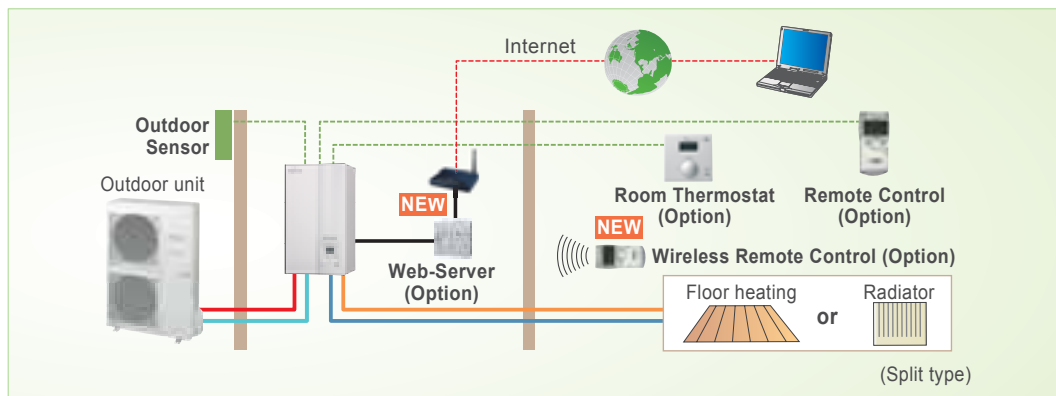 Internet
Outdoor
Sensor
Outdoor unit
NEW
Web-Server
(Option)
Room Thermostat
(Option)
Remote Control
(Option)
NEW
Wireless Remote Control (Option)
Floor heating
or
Radiator
(Split type)